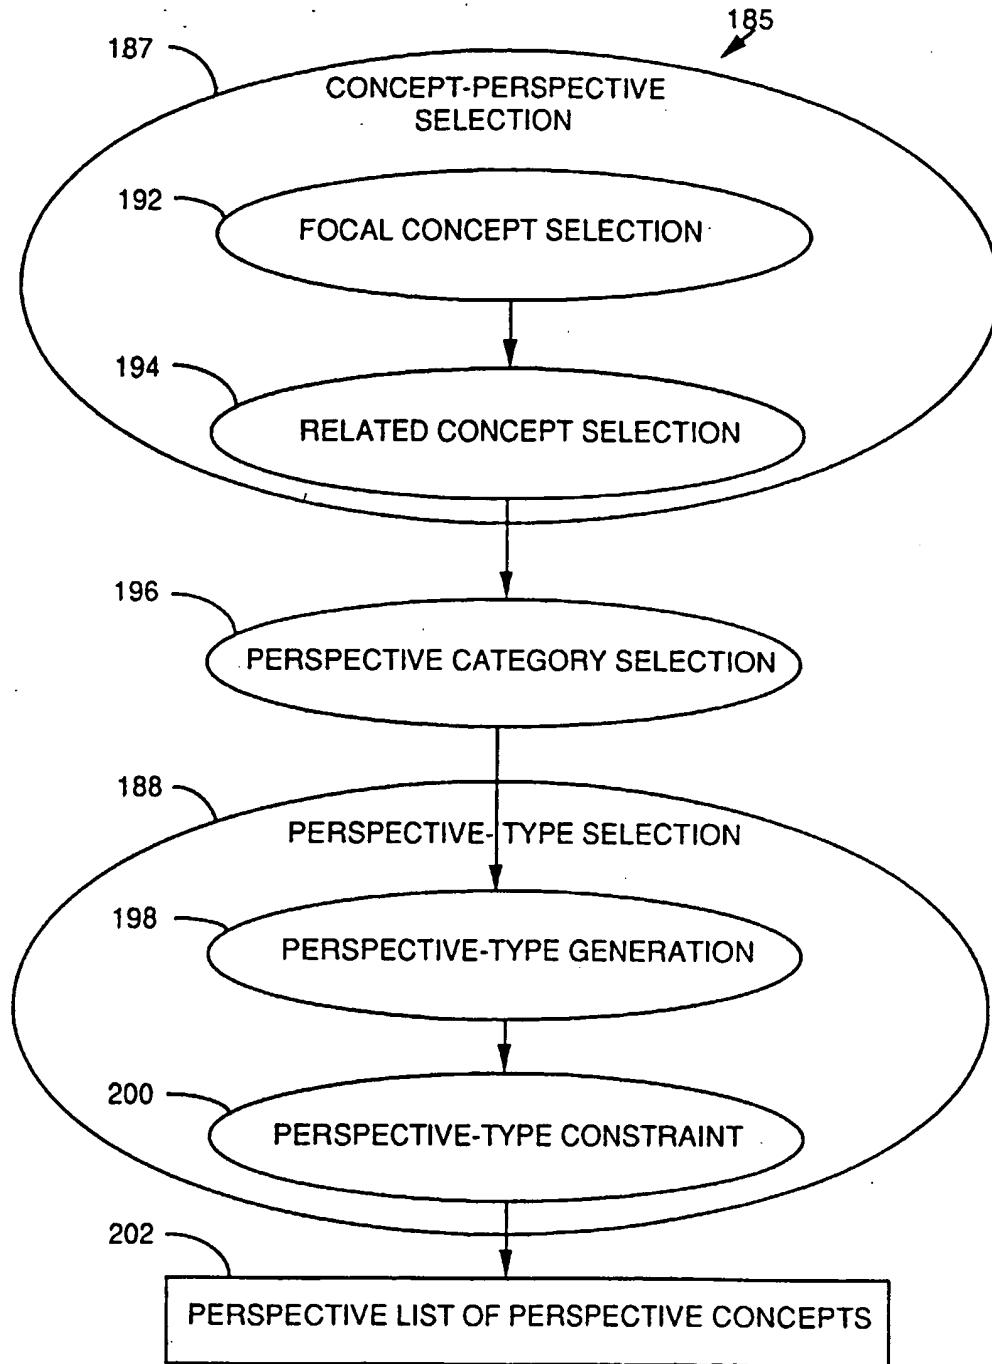 185
187
CONCEPT-PERSPECTIVE
SELECTION
192
FOCAL CONCEPT SELECTION
194
RELATED CONCEPT SELECTION
196
PERSPECTIVE CATEGORY SELECTION
188
PERSPECTIVE-TYPE SELECTION
198
PERSPECTIVE-TYPE GENERATION
200
PERSPECTIVE-TYPE CONSTRAINT
202
PERSPECTIVE LIST OF PERSPECTIVE CONCEPTS